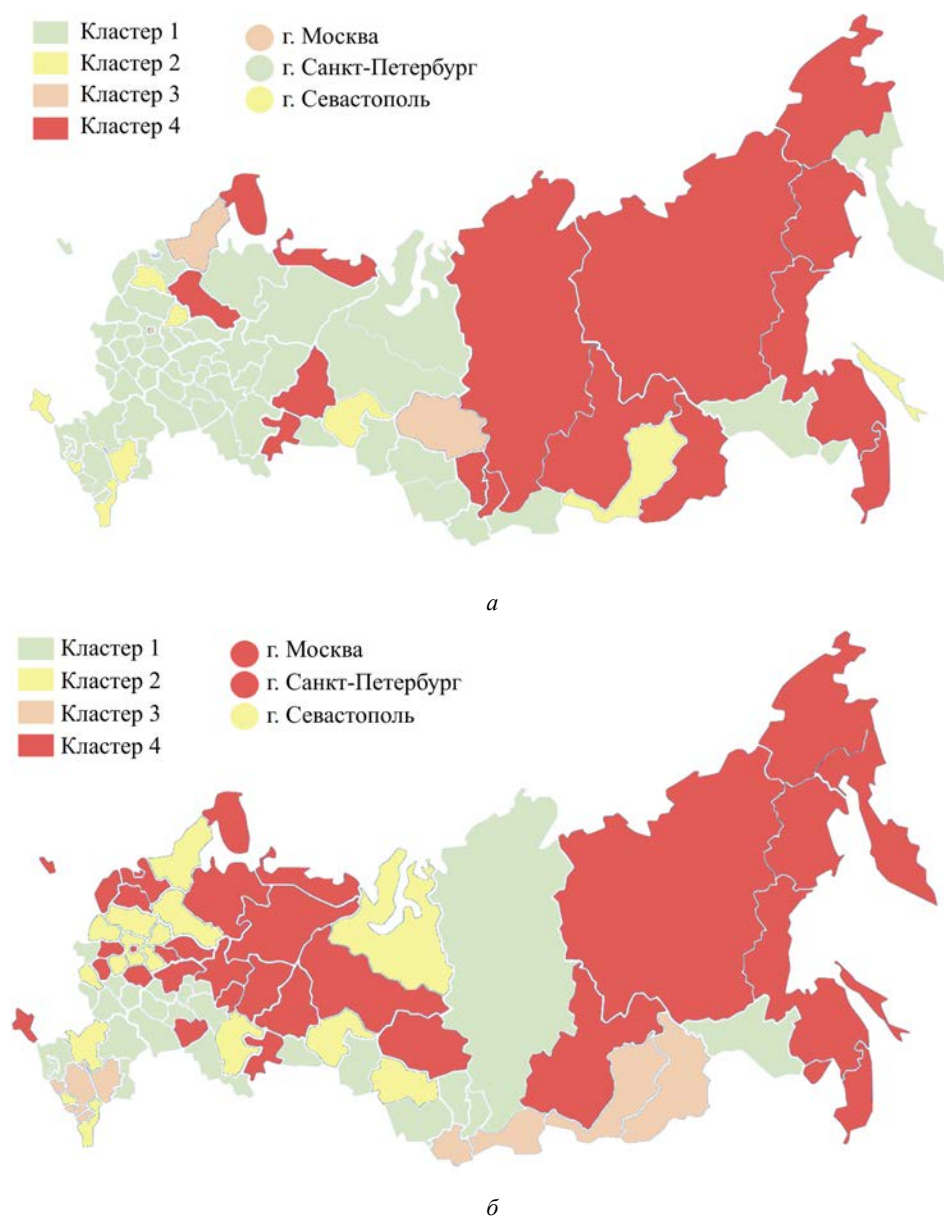 Кластер 1
Кластер 2
Кластер 3
Кластер 4
г. Москва
г. Санкт-Петербург
г. Севастополь
а
Кластер 1
Кластер 2
Кластер 3
Кластер 4
г. Москва
г. Санкт-Петербург
г. Севастополь
б